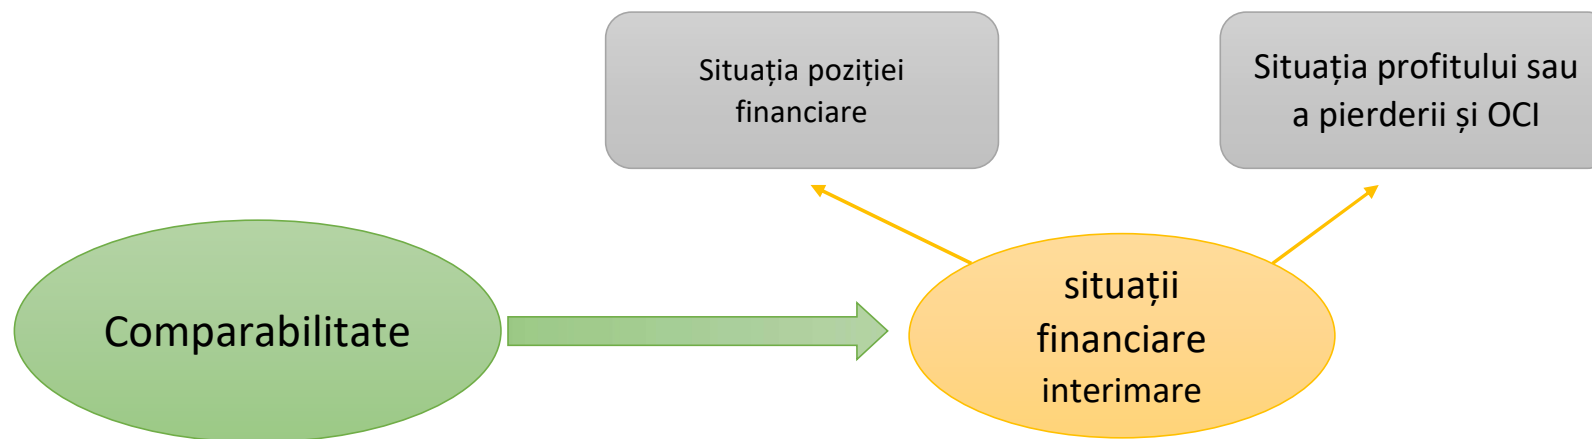 Situația poziției
financiare
Situația profitului sau
a pierderii și OCI
Comparabilitate
situații
financiare
interimare